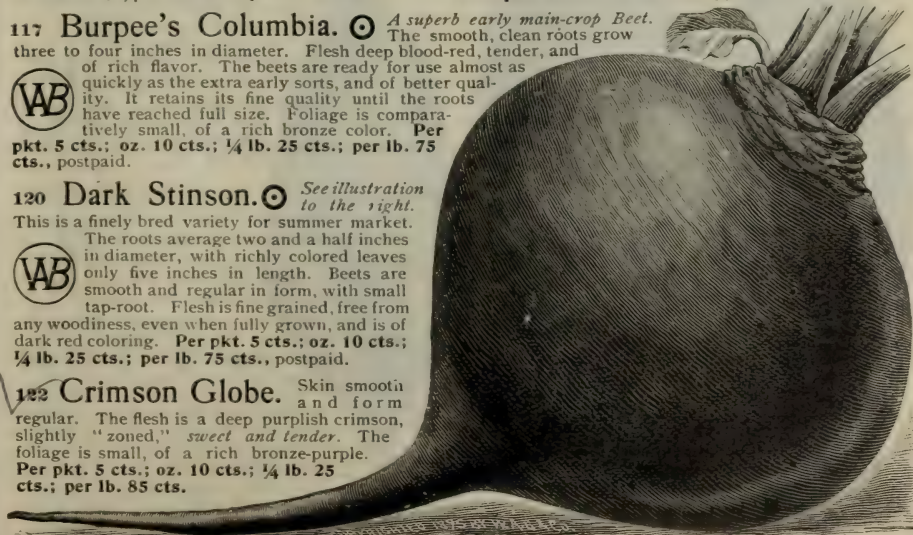 117 Burpee's Columbia. ⊙ A superb early main-crop Beet.
The smooth, clean roots grow
three to four inches in diameter. Flesh deep blood-red, tender, and
of rich flavor. The beets are ready for use almost as
quickly as the extra early sorts, and of better qual-
ity. It retains its fine quality until the roots
have reached full size. Foliage is compara-
tively small, of a rich bronze color. Per
pkt. 5 cts.; oz. 10 cts.; ¼ lb. 25 cts.; per lb. 75
cts., postpaid.
WAB
120 Dark Stinson. ⊙ See illustration
to the right.
This is a finely bred variety for summer market.
The roots average two and a half inches
in diameter, with richly colored leaves
only five inches in length. Beets are
smooth and regular in form, with small
tap-root. Flesh is fine grained, free from
any woodiness, even when fully grown, and is of
dark red coloring. Per pkt. 5 cts.; oz. 10 cts.;
¼ lb. 25 cts.; per lb. 75 cts., postpaid.
WAB
122 Crimson Globe. Skin smooth
and form
regular. The flesh is a deep purplish crimson,
slightly "zoned," sweet and tender. The
foliage is small, of a rich bronze-purple.
Per pkt. 5 cts.; oz. 10 cts.; ¼ lb. 25
cts.; per lb. 85 cts.